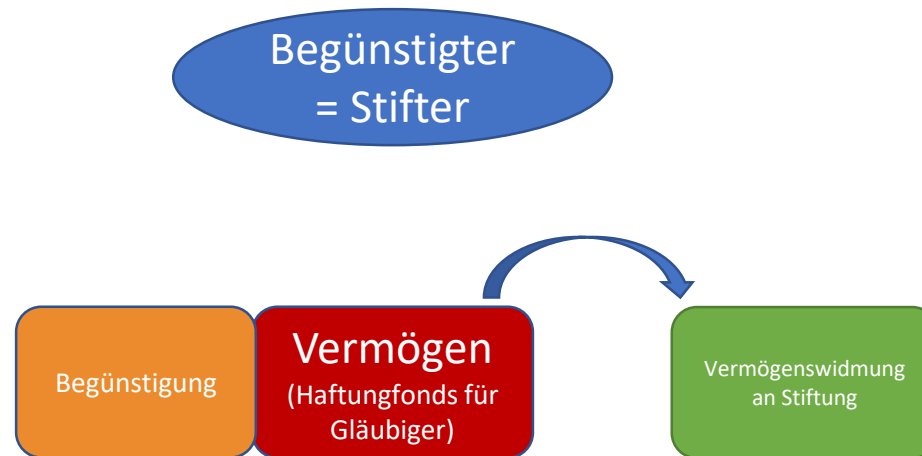 Begünstigter
= Stifter
Begünstigung
Vermögen
(Haftungfonds für
Gläubiger)
Vermögenswidmung
an Stiftung